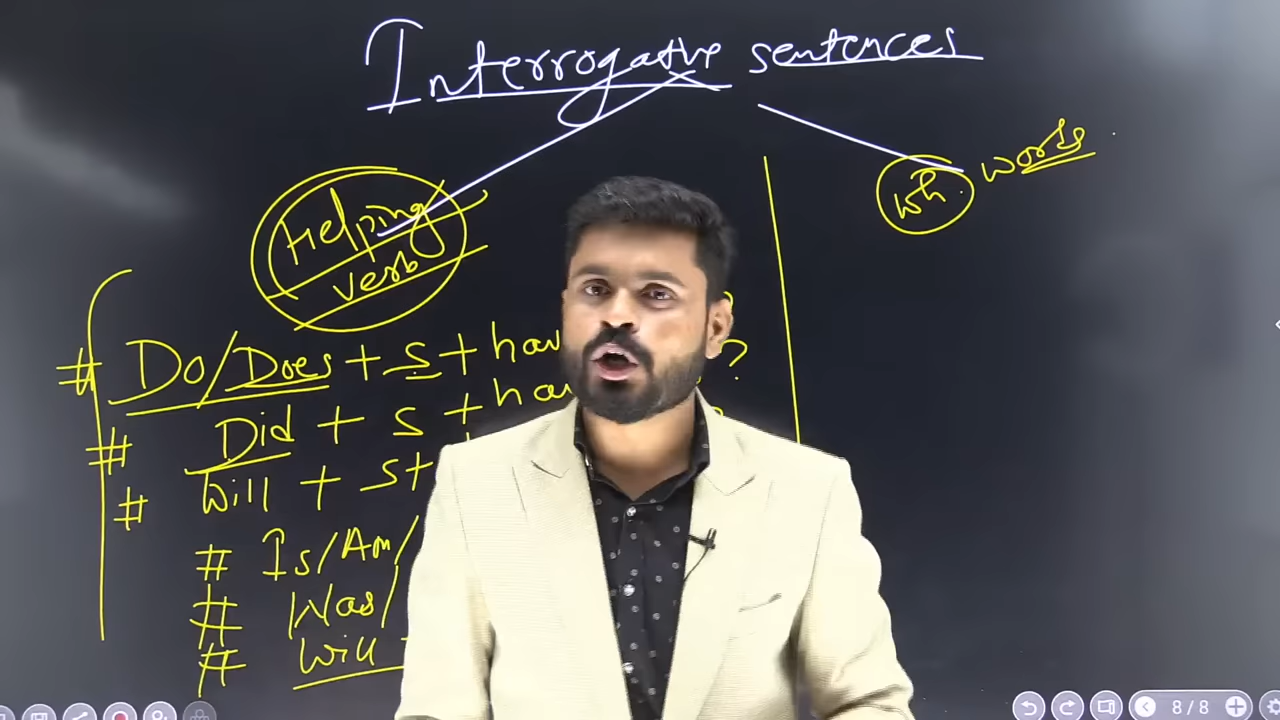 Interrogative sentences
Helping
verb
wh words
# Do/Does + S + hav ?
# Did + S + ha
# Will + S +
# Is/Am/
# Was/
# Will
8/8